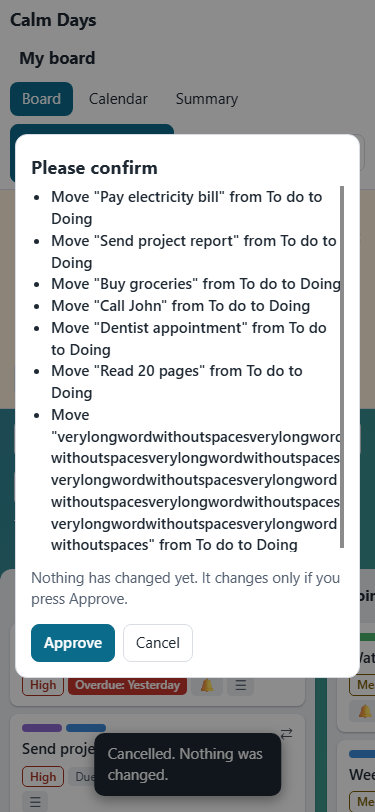 Calm Days
My board
Board Calendar Summary
Please confirm
Move "Pay electricity bill" from To do to
Doing
Move "Send project report" from To do to
Doing
Move "Buy groceries" from To do to Doing
Move "Call John" from To do to Doing
Move "Dentist appointment" from To do
to Doing
Move "Read 20 pages" from To do to
Doing
Move
"verylongwordwithoutspacesverylongword
withoutspacesverylongwordwithoutspaces
verylongwordwithoutspacesverylongword
withoutspacesverylongwordwithoutspaces
verylongwordwithoutspacesverylongword
withoutspaces" from To do to Doing
Nothing has changed yet. It changes only if you
press Approve.
Approve Cancel
High Overdue: Yesterday
Send proje
High Due
Cancelled. Nothing was
changed.
Me
Wee
Me